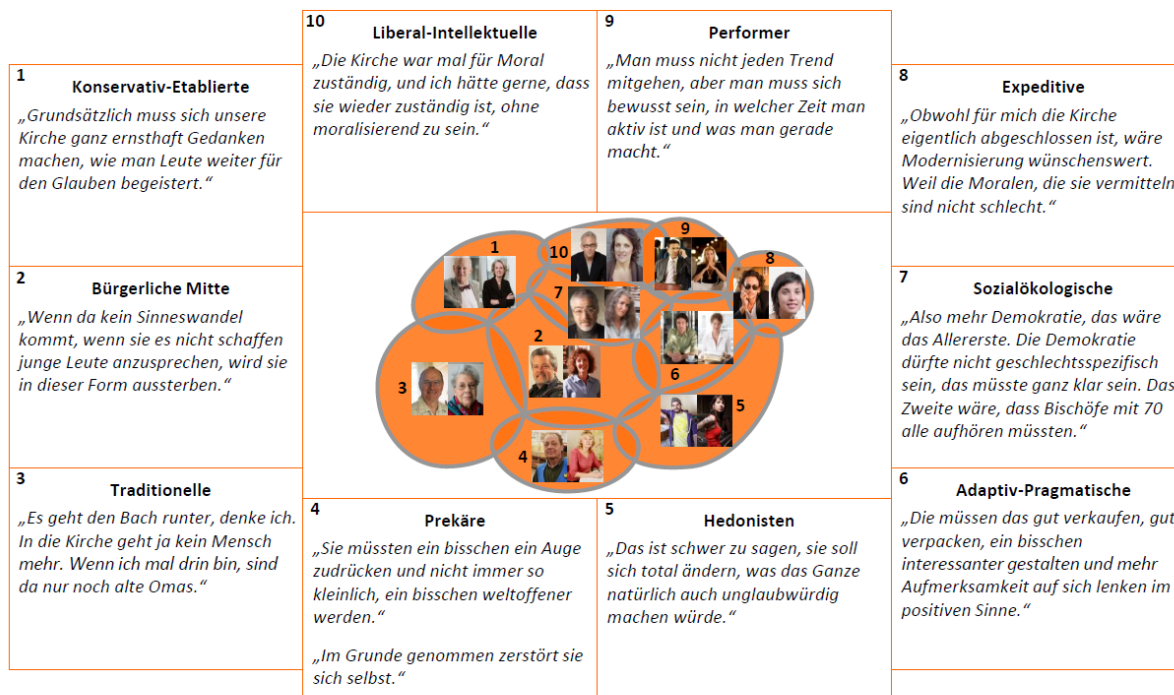 10
Liberal-Intellektuelle
„Die Kirche war mal für Moral
zuständig, und ich hätte gerne, dass
sie wieder zuständig ist, ohne
moralisierend zu sein.“
9
Performer
„Man muss nicht jeden Trend
mitgehen, aber man muss sich
bewusst sein, in welcher Zeit man
aktiv ist und was man gerade
macht.“
1
Konservativ-Etablierte
„Grundsätzlich muss sich unsere
Kirche ganz ernsthaft Gedanken
machen, wie man Leute weiter für
den Glauben begeistert.“
8
Expeditive
„Obwohl für mich die Kirche
eigentlich abgeschlossen ist, wäre
Modernisierung wünschenswert.
Weil die Moralen, die sie vermitteln
sind nicht schlecht.“
2
Bürgerliche Mitte
„Wenn da kein Sinneswandel
kommt, wenn sie es nicht schaffen
junge Leute anzusprechen, wird sie
in dieser Form aussterben.“
1
10
9
8
7
2
6
3
5
4
7
Sozialökologische
„Also mehr Demokratie, das wäre
das Allererste. Die Demokratie
dürfte nicht geschlechtsspezifisch
sein, das müsste ganz klar sein. Das
Zweite wäre, dass Bischöfe mit 70
alle aufhören müssten.“
3
Traditionelle
„Es geht den Bach runter, denke ich.
In die Kirche geht ja kein Mensch
mehr. Wenn ich mal drin bin, sind
da nur noch alte Omas.“
4
Prekäre
„Sie müssten ein bisschen ein Auge
zudrücken und nicht immer so
kleinlich, ein bisschen weltoffener
werden.“
„Im Grunde genommen zerstört sie
sich selbst.“
5
Hedonisten
„Das ist schwer zu sagen, sie soll
sich total ändern, was das Ganze
natürlich auch unglaubwürdig
machen würde.“
6
Adaptiv-Pragmatische
„Die müssen das gut verkaufen, gut
verpacken, ein bisschen
interessanter gestalten und mehr
Aufmerksamkeit auf sich lenken im
positiven Sinne.“